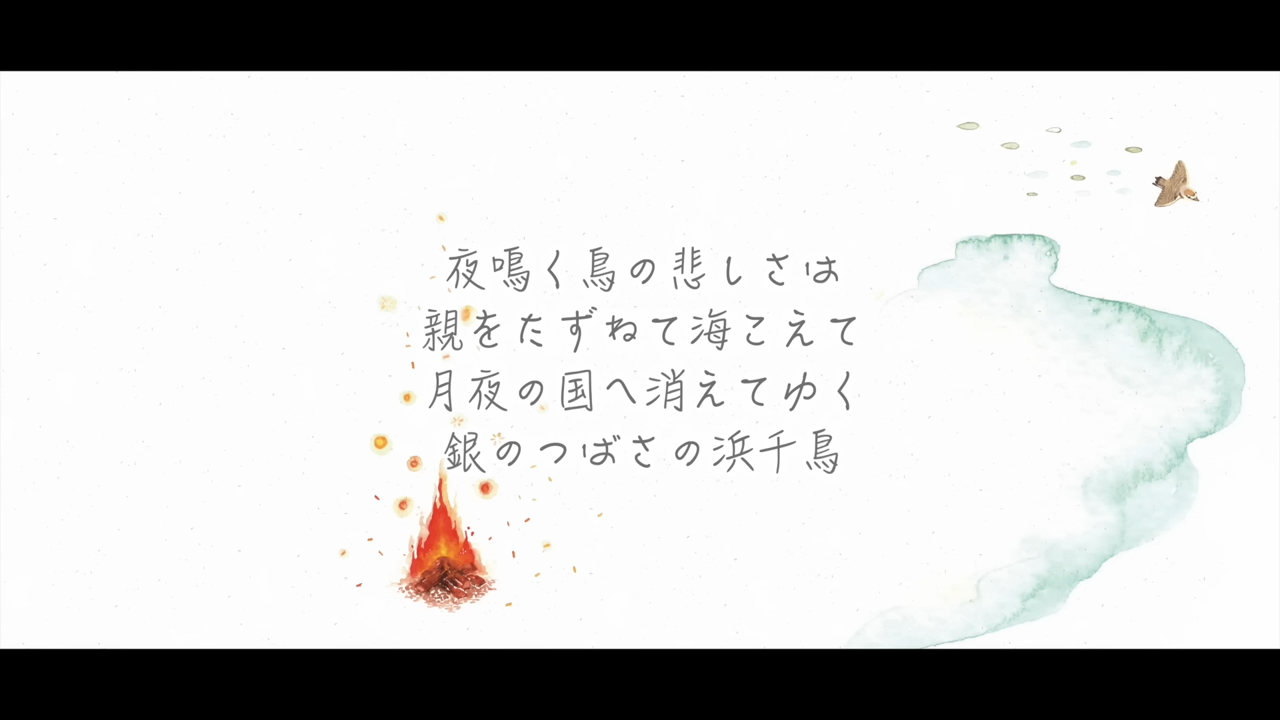 夜鳴く鳥の悲しさは
親をたずねて海こえて
月夜の国へ消えてゆく
銀のつばさの浜千鳥